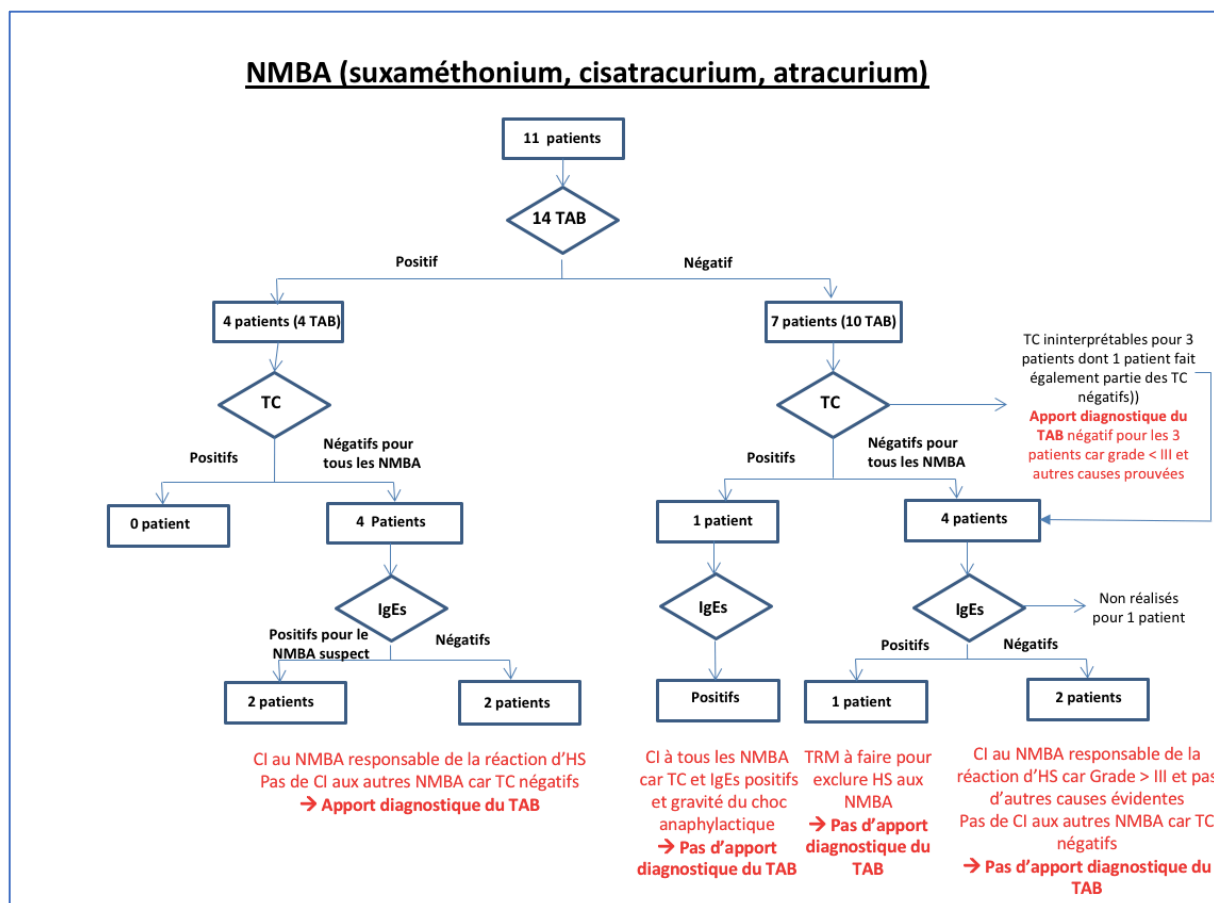 NMBA (suxaméthonium, cisatracurium, atracurium)
11 patients
14 TAB
Positif
Négatif
4 patients (4 TAB)
7 patients (10 TAB)
TC
TC
TC ininterprétables pour 3
patients dont 1 patient fait
également partie des TC
négatifs))
Apport diagnostique du
TAB négatif pour les 3
patients car grade < III et
autres causes prouvées
Positifs
Négatifs pour
tous les NMBA
Positifs
Négatifs pour
tous les NMBA
0 patient
4 Patients
1 patient
4 patients
IgEs
IgEs
IgEs
Non réalisés
pour 1 patient
Positifs pour le
NMBA suspect
Négatifs
Positifs
Négatifs
2 patients
2 patients
Positifs
1 patient
2 patients
CI au NMBA responsable de la réaction d'HS
Pas de CI aux autres NMBA car TC négatifs
→ Apport diagnostique du TAB
CI à tous les NMBA
car TC et IgEs positifs
et gravité du choc
anaphylactique
→ Pas d'apport
diagnostique du TAB
TRM à faire pour
exclure HS aux
NMBA
→ Pas d'apport
diagnostique du
TAB
CI au NMBA responsable de la
réaction d'HS car Grade > III et pas
d'autres causes évidentes
Pas de CI aux autres NMBA car TC
négatifs
→ Pas d'apport diagnostique du
TAB